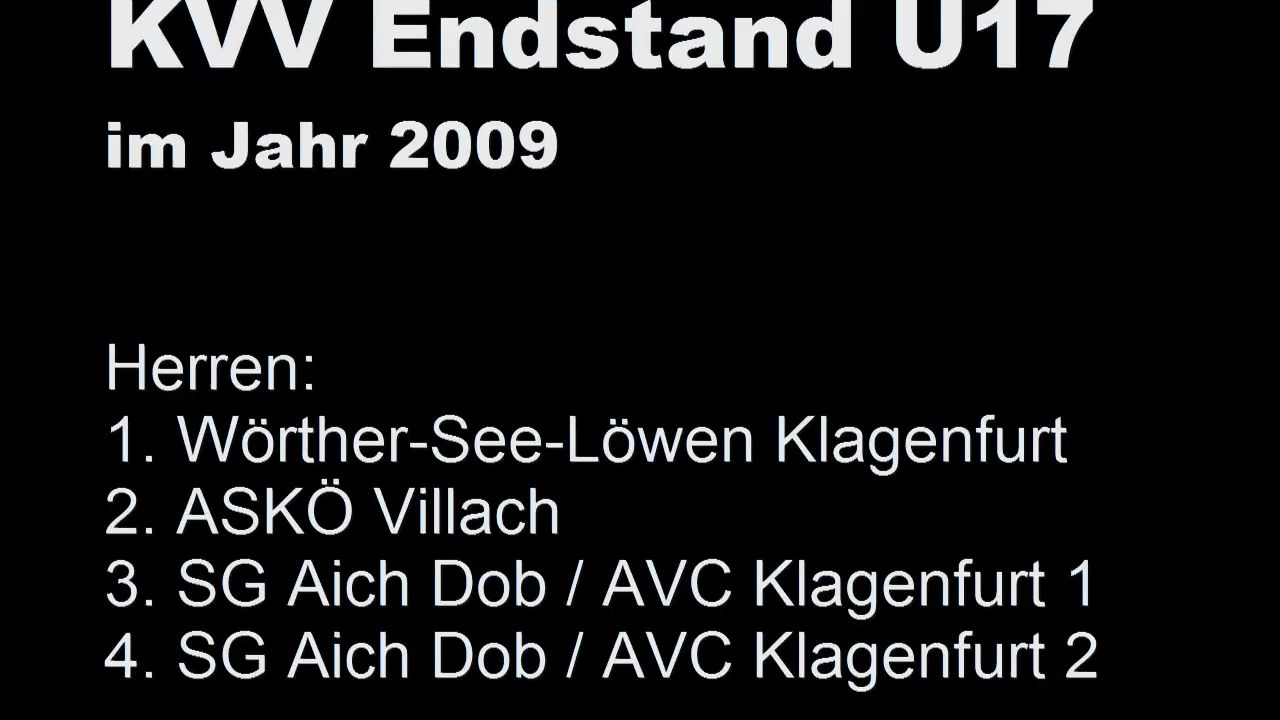 KVV Endstand U17
im Jahr 2009
Herren:
1. Wörther-See-Löwen Klagenfurt
2. ASKÖ Villach
3. SG Aich Dob / AVC Klagenfurt 1
4. SG Aich Dob / AVC Klagenfurt 2